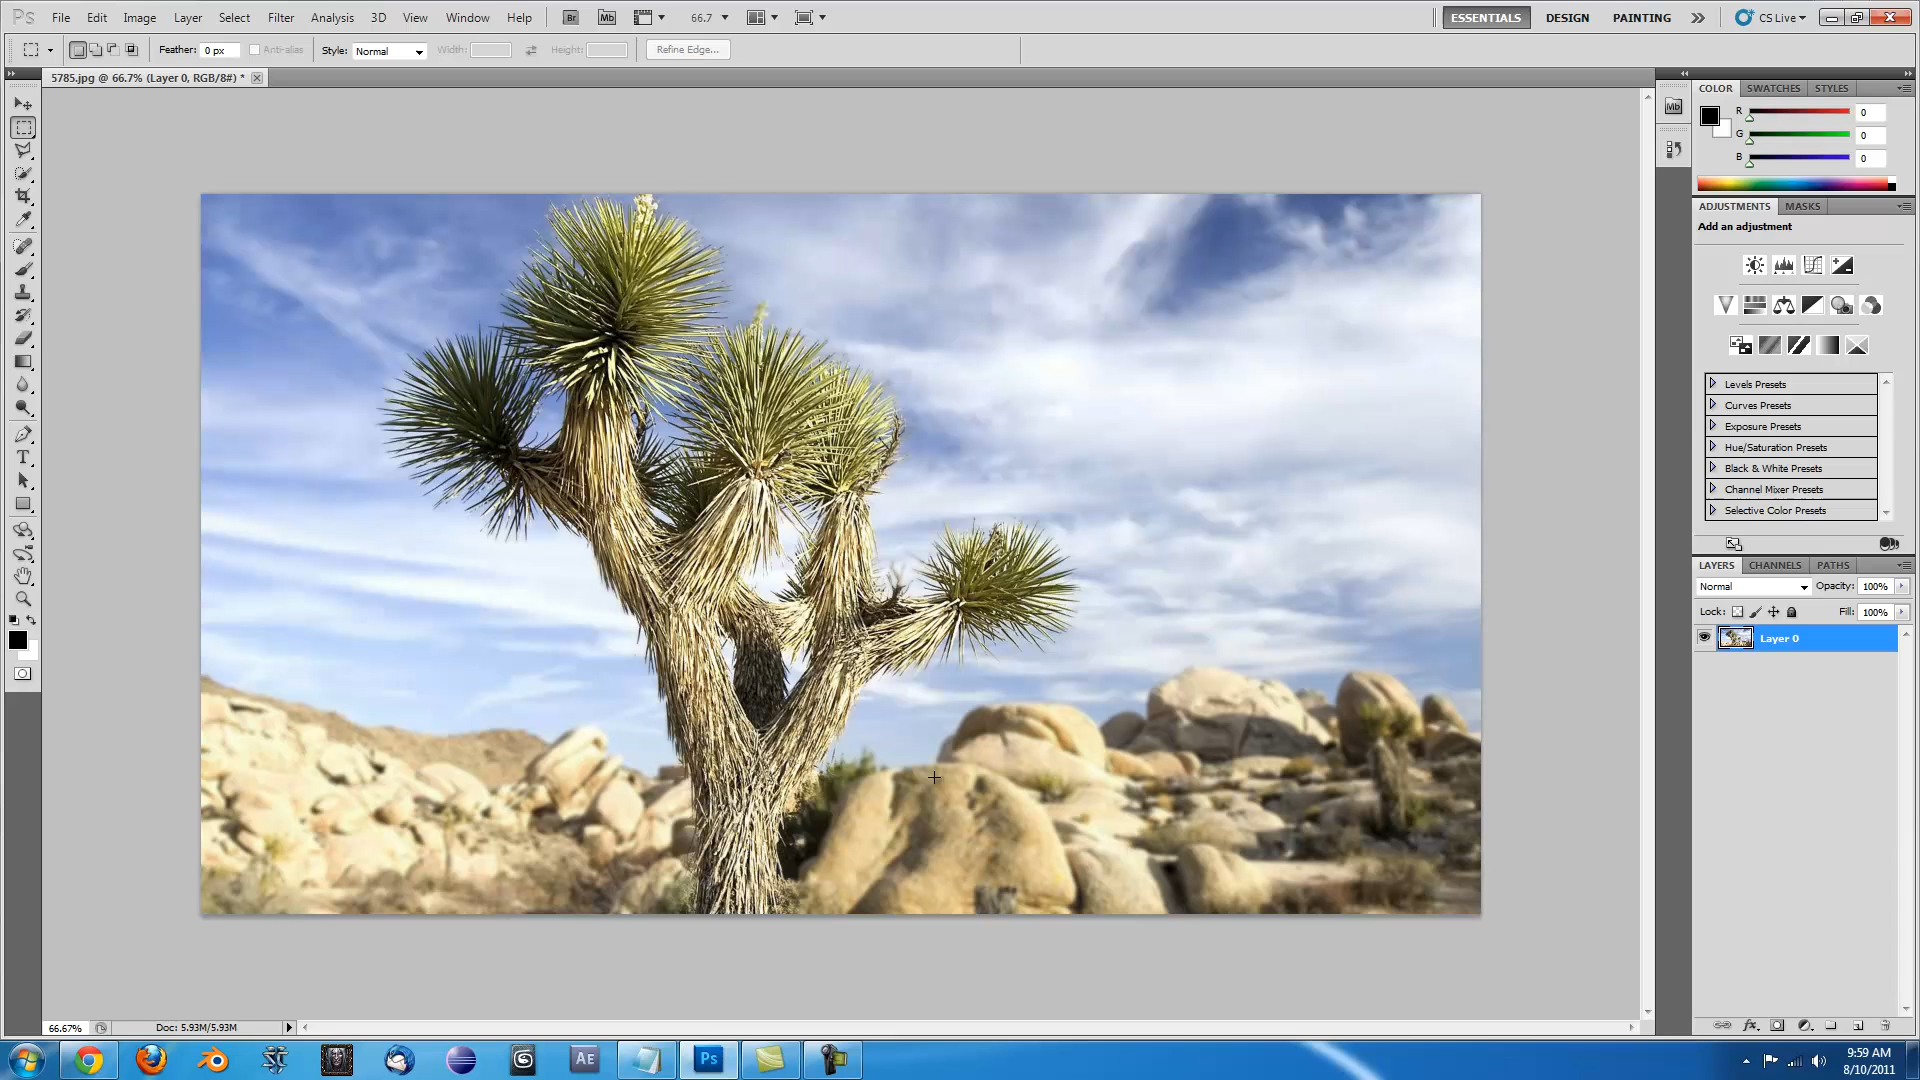 Ps File Edit Image Layer Select Filter Analysis 3D View Window Help Br Mb 66.7 ESSENTIALS DESIGN PAINTING CS Live
Feather: 0 px Anti-alias Style: Normal Width: Height: Refine Edge...
5785.jpg @ 66.7% (Layer 0, RGB/8#) *
COLOR SWATCHES STYLES
Mb
R 0
G 0
B 0
ADJUSTMENTS MASKS
Add an adjustment
Levels Presets
Curves Presets
Exposure Presets
Hue/Saturation Presets
Black & White Presets
Channel Mixer Presets
Selective Color Presets
LAYERS CHANNELS PATHS
Normal Opacity: 100%
Lock: Fill: 100%
Layer 0
T
66.67% Doc: 5.93M/5.93M
AE Ps
9:59 AM
8/10/2011